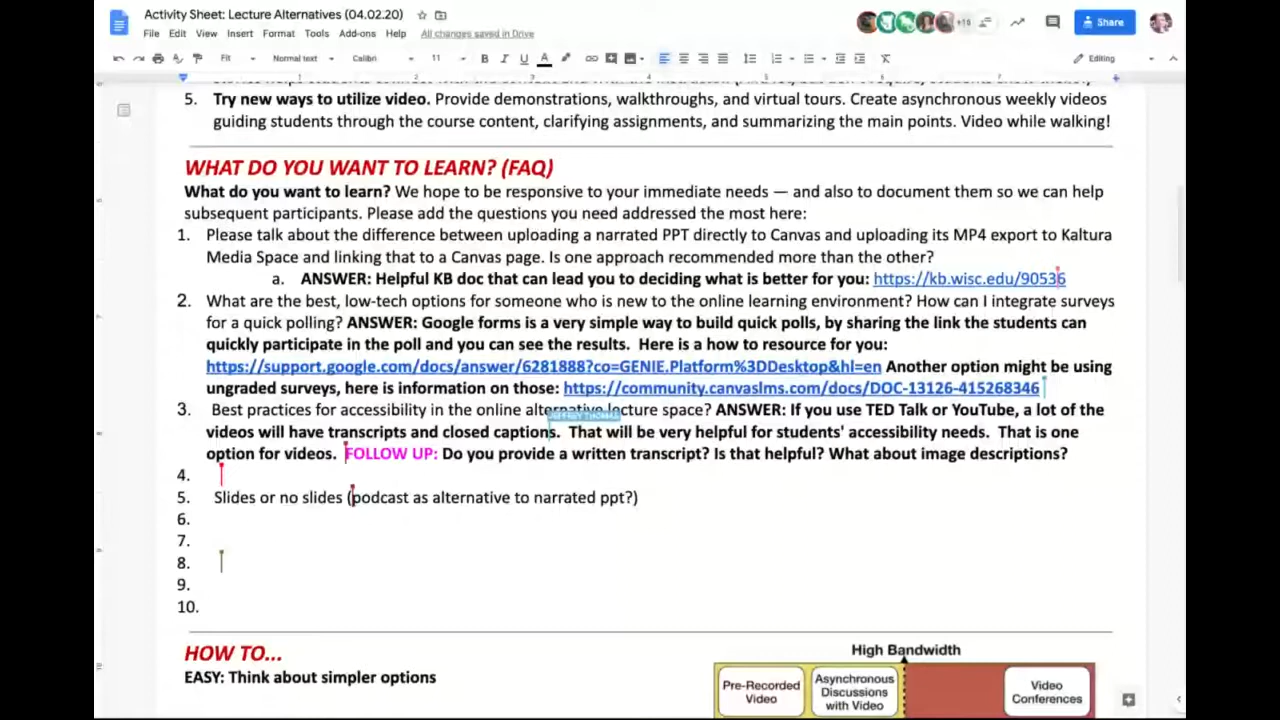 Activity Sheet: Lecture Alternatives (04.02.20)
+16
Share
File Edit View Insert Format Tools Add-ons Help All changes saved in Drive
Fit Normal text Calibri 11 B I U A Editing
1 2 3 4 5 6 7
5. Try new ways to utilize video. Provide demonstrations, walkthroughs, and virtual tours. Create asynchronous weekly videos
guiding students through the course content, clarifying assignments, and summarizing the main points. Video while walking!
WHAT DO YOU WANT TO LEARN? (FAQ)
What do you want to learn? We hope to be responsive to your immediate needs — and also to document them so we can help
subsequent participants. Please add the questions you need addressed the most here:
1. Please talk about the difference between uploading a narrated PPT directly to Canvas and uploading its MP4 export to Kaltura
Media Space and linking that to a Canvas page. Is one approach recommended more than the other?
a. ANSWER: Helpful KB doc that can lead you to deciding what is better for you: https://kb.wisc.edu/90536
2. What are the best, low-tech options for someone who is new to the online learning environment? How can I integrate surveys
for a quick polling? ANSWER: Google forms is a very simple way to build quick polls, by sharing the link the students can
quickly participate in the poll and you can see the results. Here is a how to resource for you:
https://support.google.com/docs/answer/6281888?co=GENIE.Platform%3DDesktop&hl=en Another option might be using
ungraded surveys, here is information on those: https://community.canvaslms.com/docs/DOC-13126-415268346
3. Best practices for accessibility in the online alternative lecture space? ANSWER: If you use TED Talk or YouTube, a lot of the
JEFFREY THOMAS
videos will have transcripts and closed captions. That will be very helpful for students' accessibility needs. That is one
option for videos. FOLLOW UP: Do you provide a written transcript? Is that helpful? What about image descriptions?
4.
5. Slides or no slides (podcast as alternative to narrated ppt?)
6.
7.
8.
9.
10.
HOW TO...
EASY: Think about simpler options
High Bandwidth
Pre-Recorded
Video
Asynchronous
Discussions
with Video
Video
Conferences